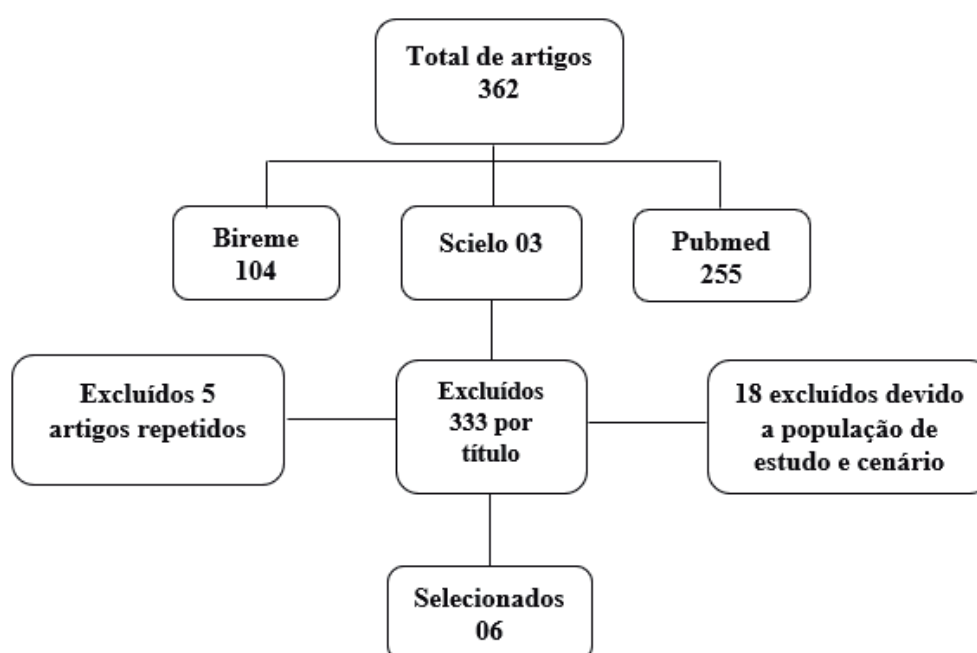 Total de artigos
362
Bireme
104
Scielo 03
Pubmed
255
Excluídos 5
artigos repetidos
Excluídos
333 por
título
18 excluídos devido
a população de
estudo e cenário
Selecionados
06